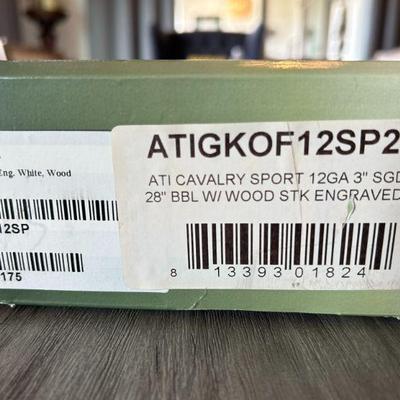 Eng. White, Wood
12SP
175
ATIGKOF12SP2
ATI CAVALRY SPORT 12GA 3" SGD
28" BBL W/ WOOD STK ENGRAVED
8 13393 01824